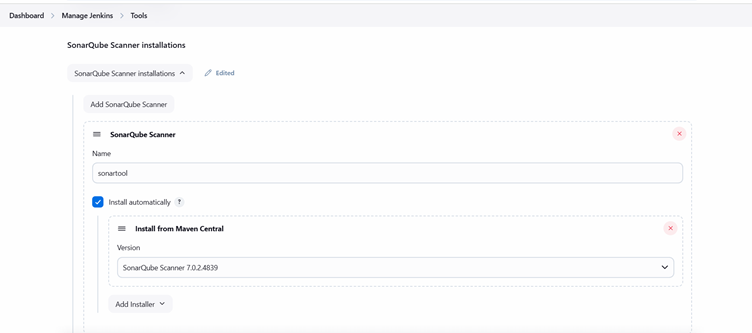 Dashboard > Manage Jenkins > Tools
SonarQube Scanner installations
SonarQube Scanner installations Edited
Add SonarQube Scanner
SonarQube Scanner
Name
sonartool
Install automatically ?
Install from Maven Central
Version
SonarQube Scanner 7.0.2.4839
Add Installer